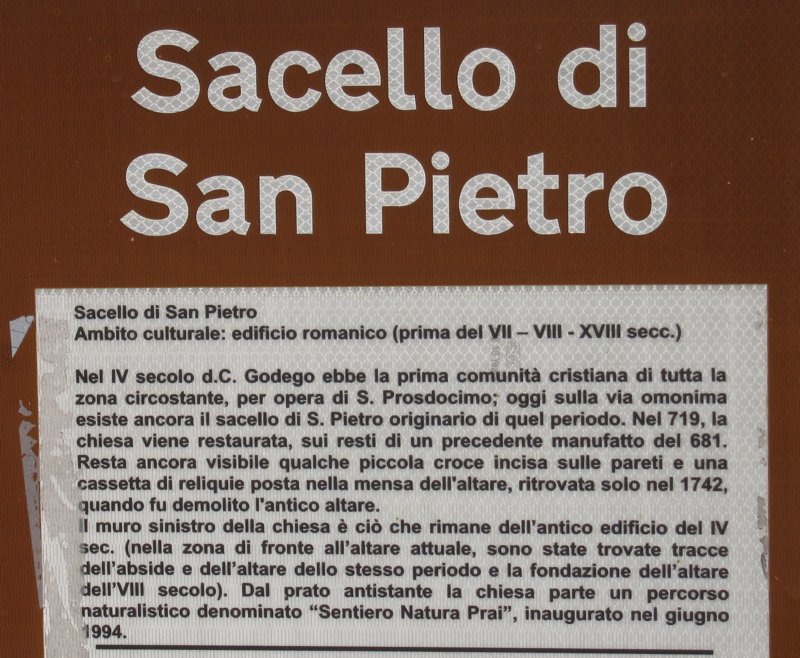 Sacello di
San Pietro
Sacello di San Pietro
Ambito culturale: edificio romanico (prima del VII – VIII - XVIII secc.)
Nel IV secolo d.C. Godego ebbe la prima comunità cristiana di tutta la
zona circostante, per opera di S. Prosdocimo; oggi sulla via omonima
esiste ancora il sacello di S. Pietro originario di quel periodo. Nel 719, la
chiesa viene restaurata, sui resti di un precedente manufatto del 681.
Resta ancora visibile qualche piccola croce incisa sulle pareti e una
cassetta di reliquie posta nella mensa dell'altare, ritrovata solo nel 1742,
quando fu demolito l'antico altare.
Il muro sinistro della chiesa è ciò che rimane dell'antico edificio del IV
sec. (nella zona di fronte all'altare attuale, sono state trovate tracce
dell'abside e dell'altare dello stesso periodo e la fondazione dell'altare
dell'VIII secolo). Dal prato antistante la chiesa parte un percorso
naturalistico denominato “Sentiero Natura Prai”, inaugurato nel giugno
1994.